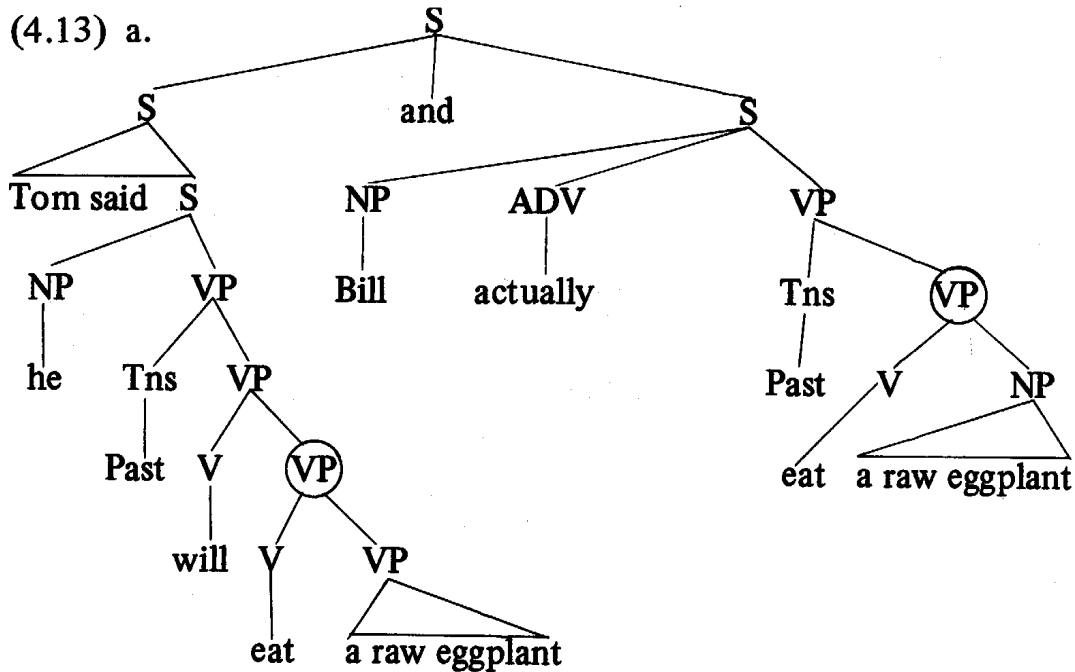 (4.13) a. S
S and S
Tom said S NP ADV VP
NP VP Bill actually Tns VP
he Tns VP Past V NP
Past V VP eat a raw eggplant
will V VP
eat a raw eggplant